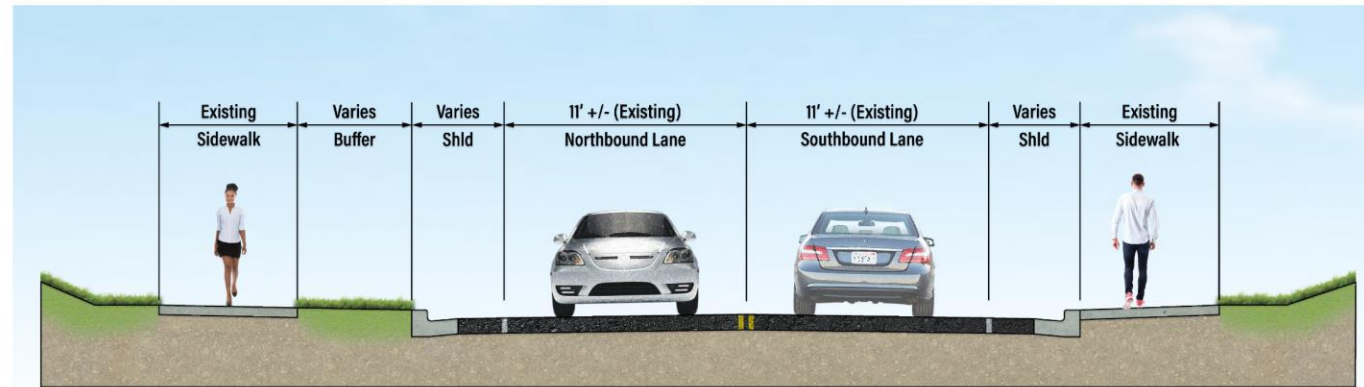 Existing Varies Varies 11' +/- (Existing) 11' +/- (Existing) Varies Existing
Sidewalk Buffer Shld Northbound Lane Southbound Lane Shld Sidewalk